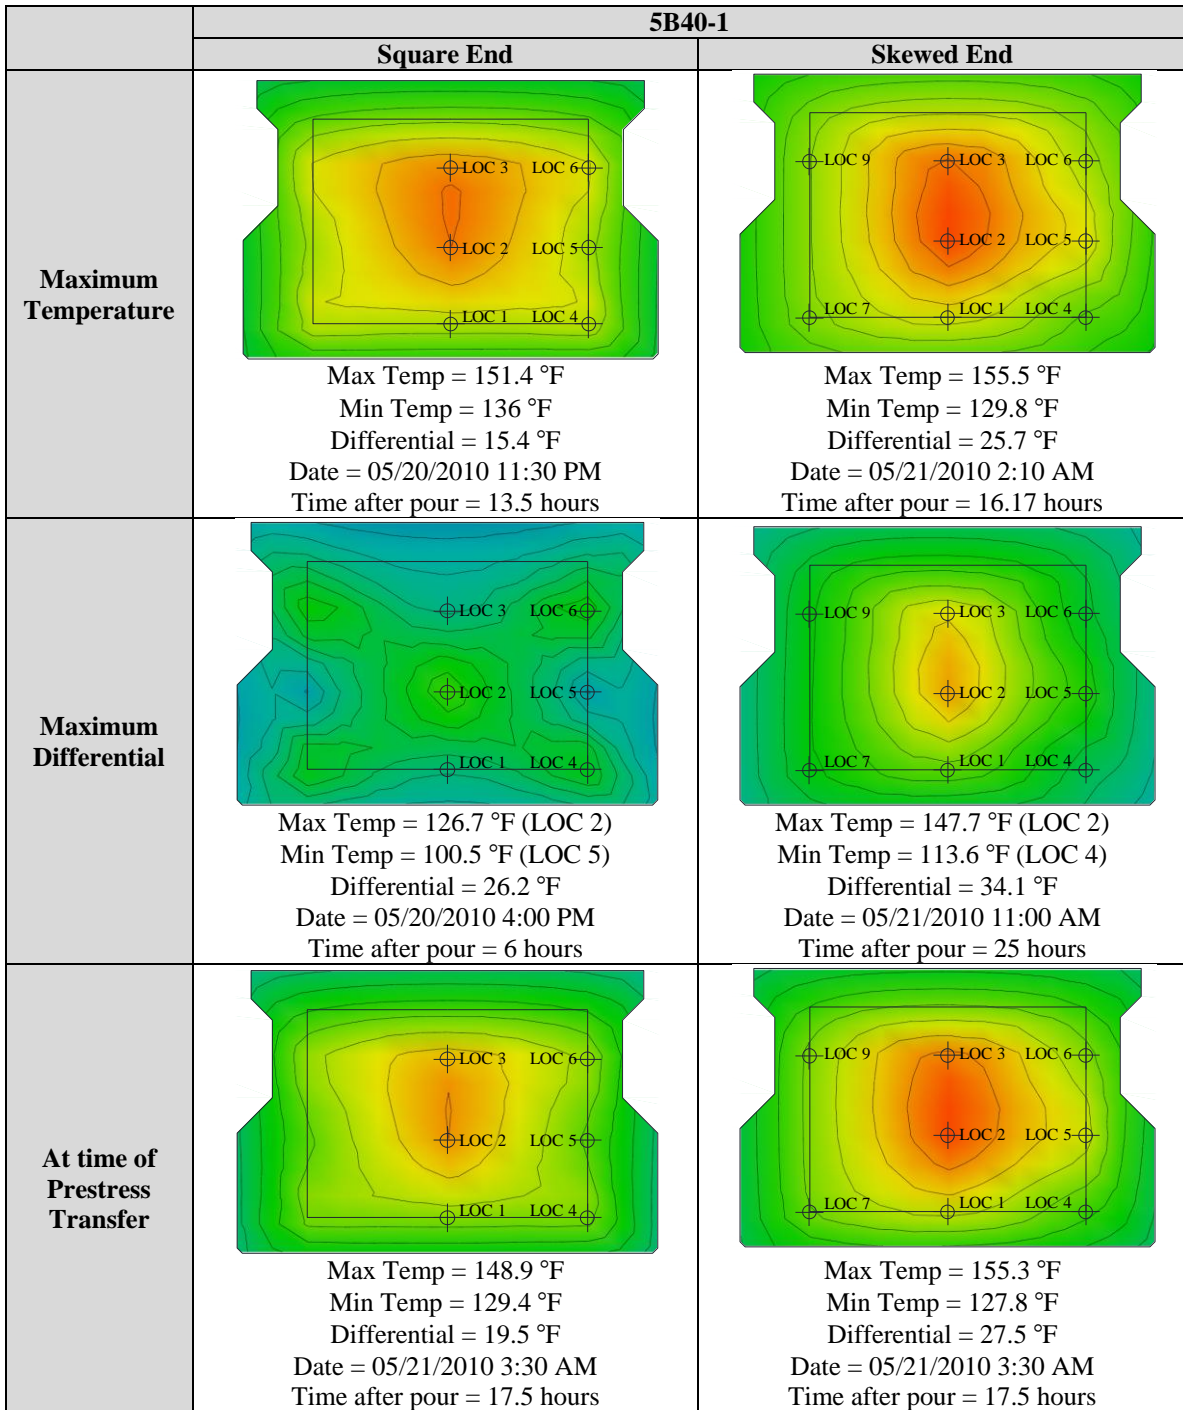 5B40-1
Square End
Skewed End
Maximum
Temperature
LOC 3 LOC 6
LOC 2 LOC 5
LOC 1 LOC 4
Max Temp = 151.4 °F
Min Temp = 136 °F
Differential = 15.4 °F
Date = 05/20/2010 11:30 PM
Time after pour = 13.5 hours
LOC 9 LOC 3 LOC 6
LOC 2 LOC 5
LOC 7 LOC 1 LOC 4
Max Temp = 155.5 °F
Min Temp = 129.8 °F
Differential = 25.7 °F
Date = 05/21/2010 2:10 AM
Time after pour = 16.17 hours
Maximum
Differential
LOC 3 LOC 6
LOC 2 LOC 5
LOC 1 LOC 4
Max Temp = 126.7 °F (LOC 2)
Min Temp = 100.5 °F (LOC 5)
Differential = 26.2 °F
Date = 05/20/2010 4:00 PM
Time after pour = 6 hours
LOC 9 LOC 3 LOC 6
LOC 2 LOC 5
LOC 7 LOC 1 LOC 4
Max Temp = 147.7 °F (LOC 2)
Min Temp = 113.6 °F (LOC 4)
Differential = 34.1 °F
Date = 05/21/2010 11:00 AM
Time after pour = 25 hours
At time of
Prestress
Transfer
LOC 3 LOC 6
LOC 2 LOC 5
LOC 1 LOC 4
Max Temp = 148.9 °F
Min Temp = 129.4 °F
Differential = 19.5 °F
Date = 05/21/2010 3:30 AM
Time after pour = 17.5 hours
LOC 9 LOC 3 LOC 6
LOC 2 LOC 5
LOC 7 LOC 1 LOC 4
Max Temp = 155.3 °F
Min Temp = 127.8 °F
Differential = 27.5 °F
Date = 05/21/2010 3:30 AM
Time after pour = 17.5 hours